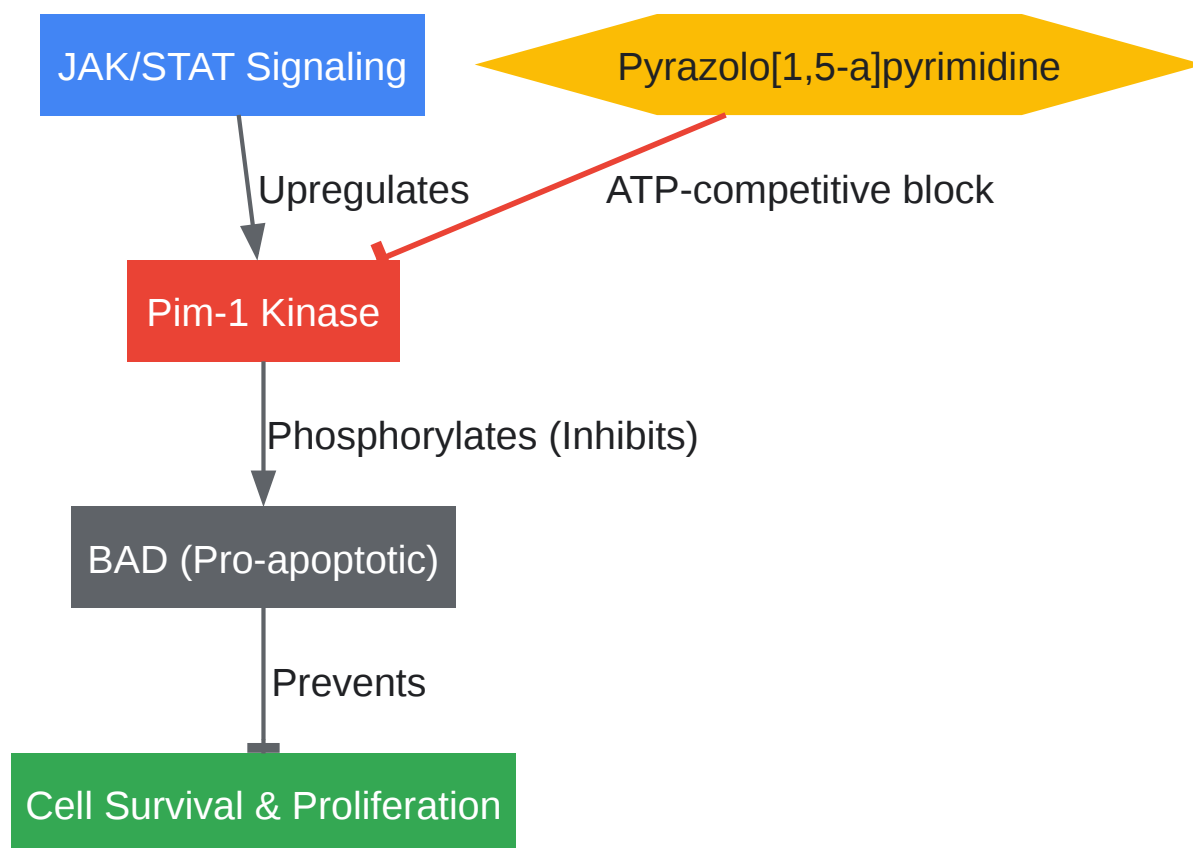 JAK/STAT Signaling
Pyrazolo[1,5-a]pyrimidine
Upregulates
ATP-competitive block
Pim-1 Kinase
Phosphorylates (Inhibits)
BAD (Pro-apoptotic)
Prevents
Cell Survival & Proliferation